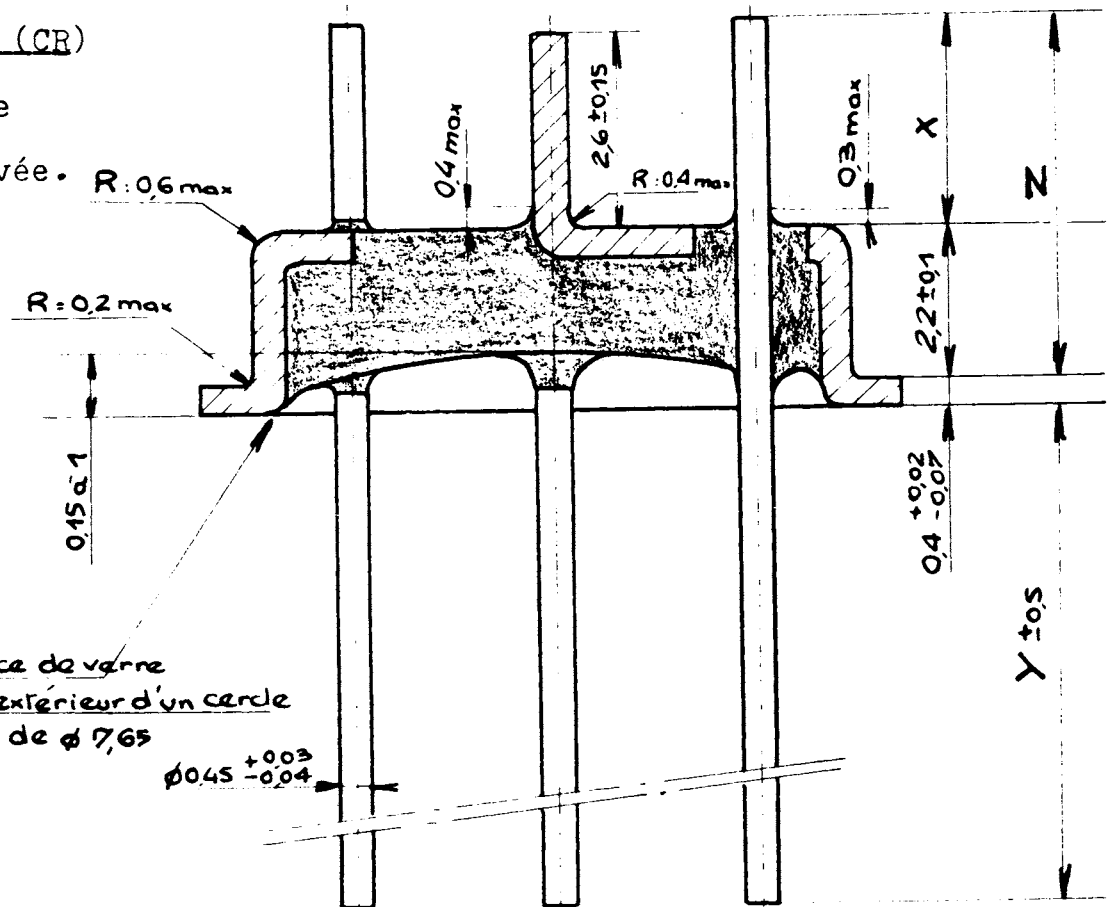 (CR)
e
vée.
R: 0,6 max
R: 0,2 max
0,4 max
2,6 ±0,15
R: 0,4 max
0,3 max
X
Z
2,2 ±0,1
0,15 à 1
0,4 +0,02 -0,07
Y ±0,5
ce de verre
extérieur d'un cercle
de ϕ 7,65
ϕ 0,45 +0,03 -0,04